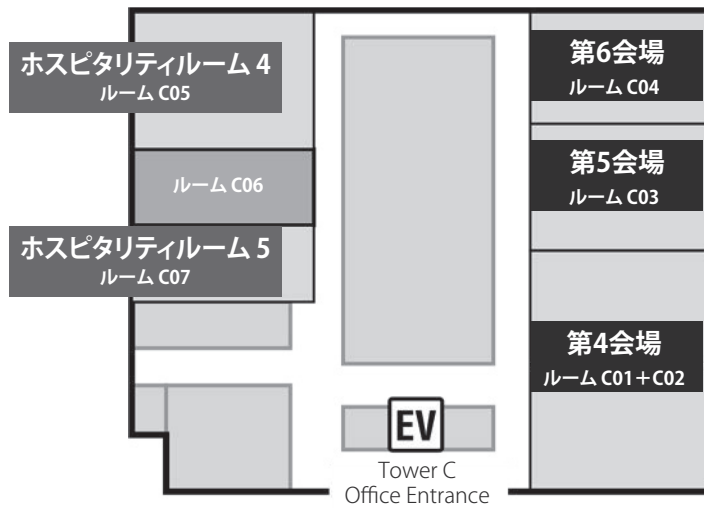 ホスピタリティルーム 4
ルーム C05
ルーム C06
ホスピタリティルーム 5
ルーム C07
第6会場
ルーム C04
第5会場
ルーム C03
第4会場
ルーム C01+C02
EV
Tower C
Office Entrance